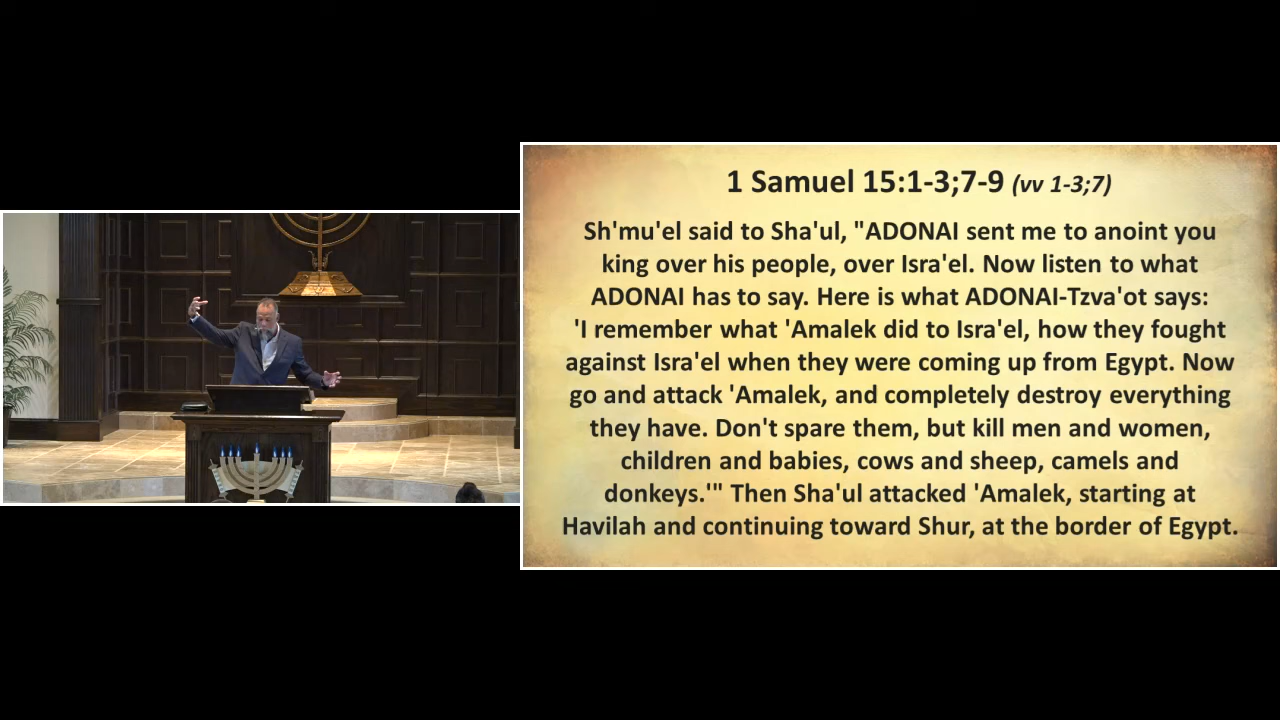 1 Samuel 15:1-3;7-9 (vv 1-3;7)
Sh'mu'el said to Sha'ul, "ADONAI sent me to anoint you
king over his people, over Isra'el. Now listen to what
ADONAI has to say. Here is what ADONAI-Tzva'ot says:
'I remember what 'Amalek did to Isra'el, how they fought
against Isra'el when they were coming up from Egypt. Now
go and attack 'Amalek, and completely destroy everything
they have. Don't spare them, but kill men and women,
children and babies, cows and sheep, camels and
donkeys.'" Then Sha'ul attacked 'Amalek, starting at
Havilah and continuing toward Shur, at the border of Egypt.